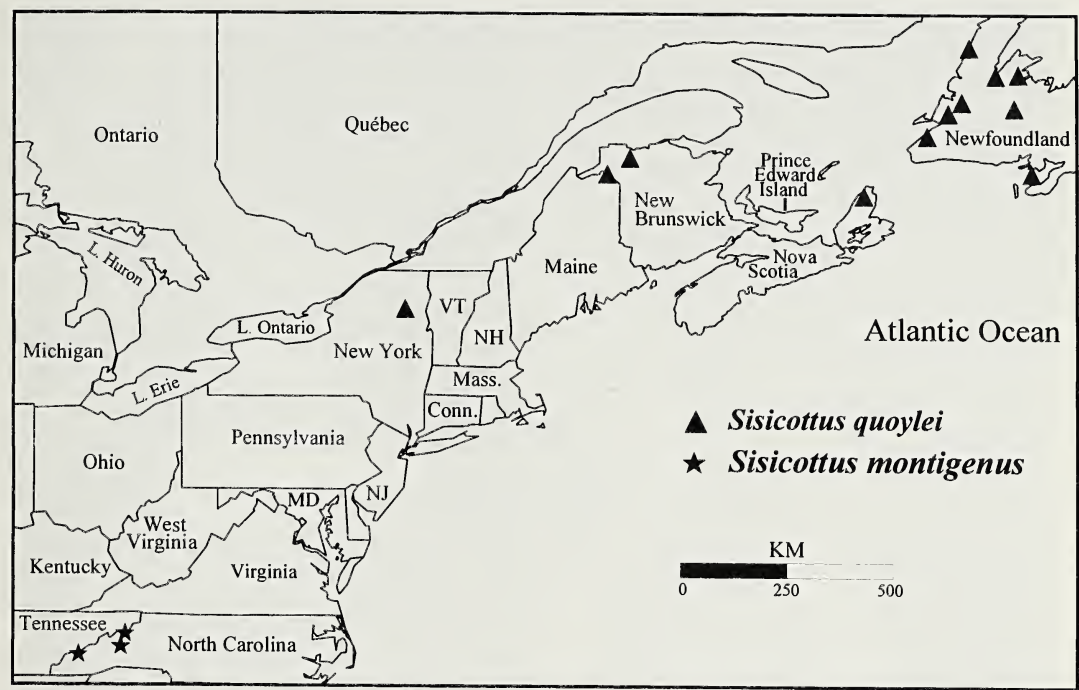 Ontario
Québec
Newfoundland
Prince
Edward
Island
New
Brunswick
L. Huron
Maine
Nova
Scotia
VT
L. Ontario
NH
Atlantic Ocean
Michigan
New York
L. Erie
Mass.
Conn.
Sisicottus quoylei
Pennsylvania
Ohio
Sisicottus montigenus
NJ
MD
West
Virginia
KM
Kentucky
Virginia
0 250 500
Tennessee
North Carolina